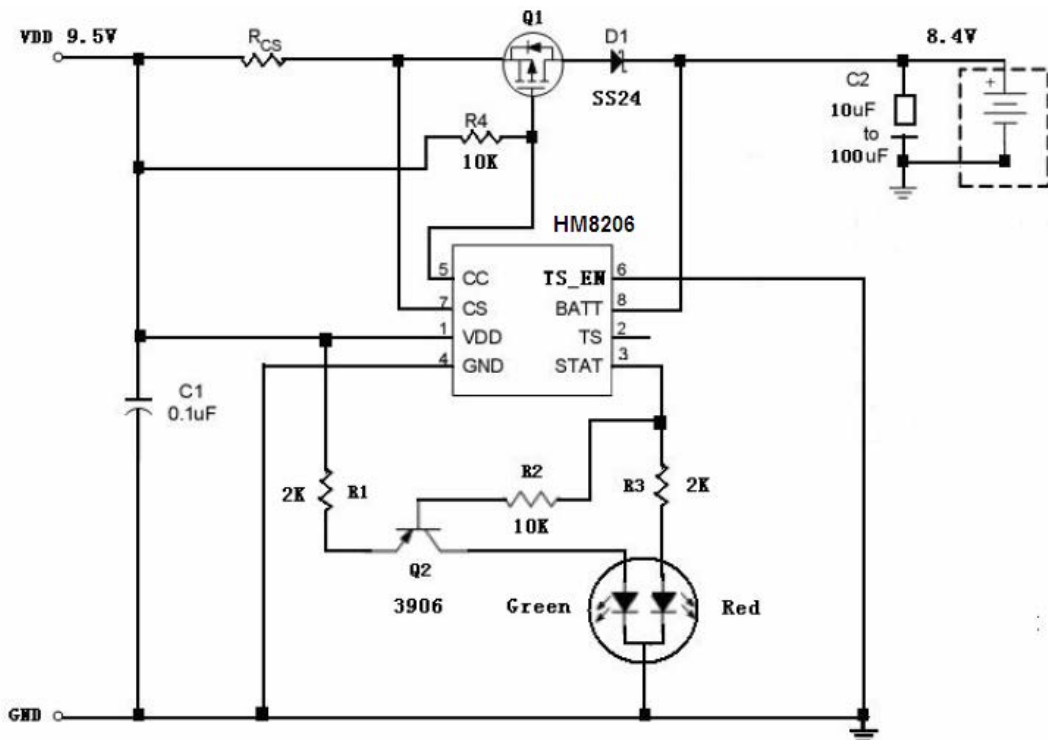 Q1
VDD 9.5V
RCS
D1
8.4V
SS24
C2
+
10uF
to
100uF
R4
10K
HM8206
5 CC
TS_EN 6
7 CS
BATT 8
1 VDD
TS 2
4 GND
STAT 3
C1
0.1uF
2K R1
R2
10K
R3 2K
Q2
3906
Green
Red
GND